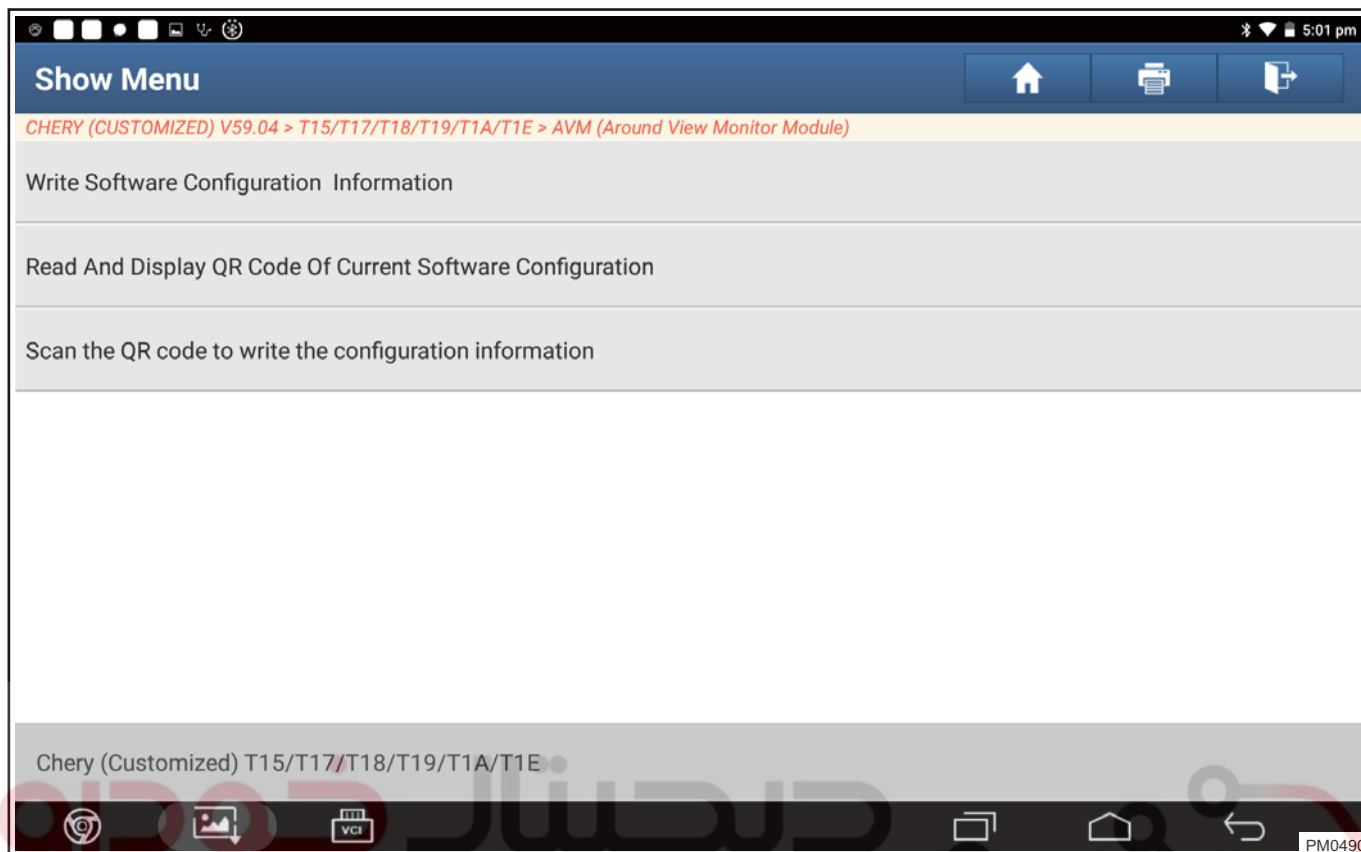 5:01 pm
Show Menu
CHERY (CUSTOMIZED) V59.04 > T15/T17/T18/T19/T1A/T1E > AVM (Around View Monitor Module)
Write Software Configuration  Information
Read And Display QR Code Of Current Software Configuration
Scan the QR code to write the configuration information
Chery (Customized) T15/T17/T18/T19/T1A/T1E
VCI
دیجیتال خودرو